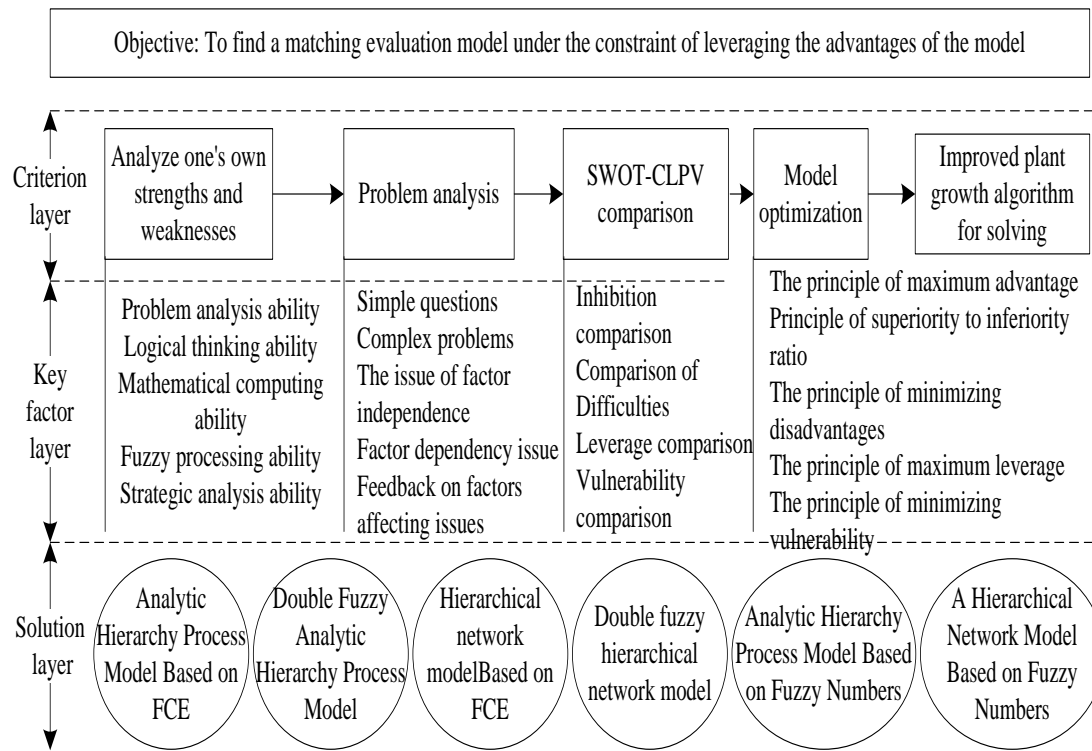 Objective: To find a matching evaluation model under the constraint of leveraging the advantages of the model
Criterion
layer
Analyze one's own
strengths and
weaknesses
Problem analysis
SWOT-CLPV
comparison
Model
optimization
Improved plant
growth algorithm
for solving
Key
factor
layer
Problem analysis ability
Logical thinking ability
Mathematical computing
ability
Fuzzy processing ability
Strategic analysis ability
Simple questions
Complex problems
The issue of factor
independence
Factor dependency issue
Feedback on factors
affecting issues
Inhibition
comparison
Comparison of
Difficulties
Leverage comparison
Vulnerability
comparison
The principle of maximum advantage
Principle of superiority to inferiority
ratio
The principle of minimizing
disadvantages
The principle of maximum leverage
The principle of minimizing
vulnerability
Solution
layer
Analytic
Hierarchy Process
Model Based on
FCE
Double Fuzzy
Analytic
Hierarchy Process
Model
Hierarchical
network
modelBased on
FCE
Double fuzzy
hierarchical
network model
Analytic Hierarchy
Process Model Based
on Fuzzy Numbers
A Hierarchical
Network Model
Based on Fuzzy
Numbers